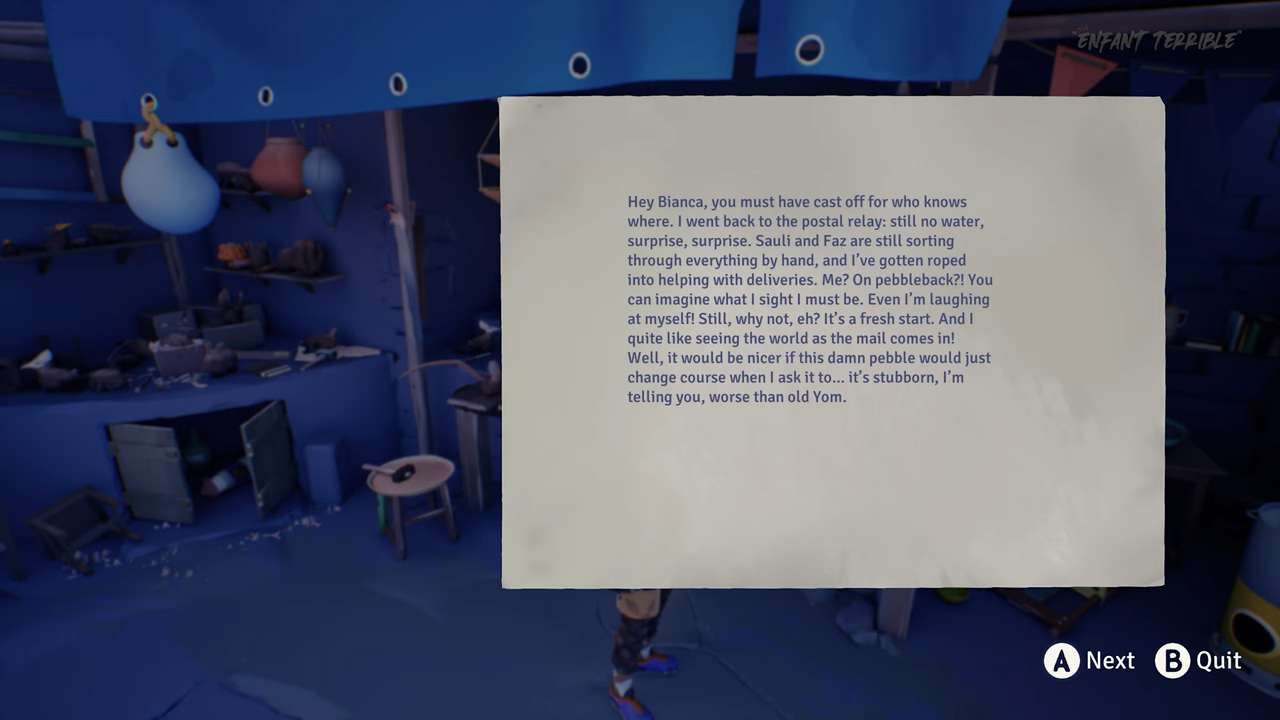 "ENFANT TERRIBLE"
Hey Bianca, you must have cast off for who knows
where. I went back to the postal relay: still no water,
surprise, surprise. Sauli and Faz are still sorting
through everything by hand, and I've gotten roped
into helping with deliveries. Me? On pebbleback?! You
can imagine what I sight I must be. Even I'm laughing
at myself! Still, why not, eh? It's a fresh start. And I
quite like seeing the world as the mail comes in!
Well, it would be nicer if this damn pebble would just
change course when I ask it to... it's stubborn, I'm
telling you, worse than old Yom.
A Next B Quit